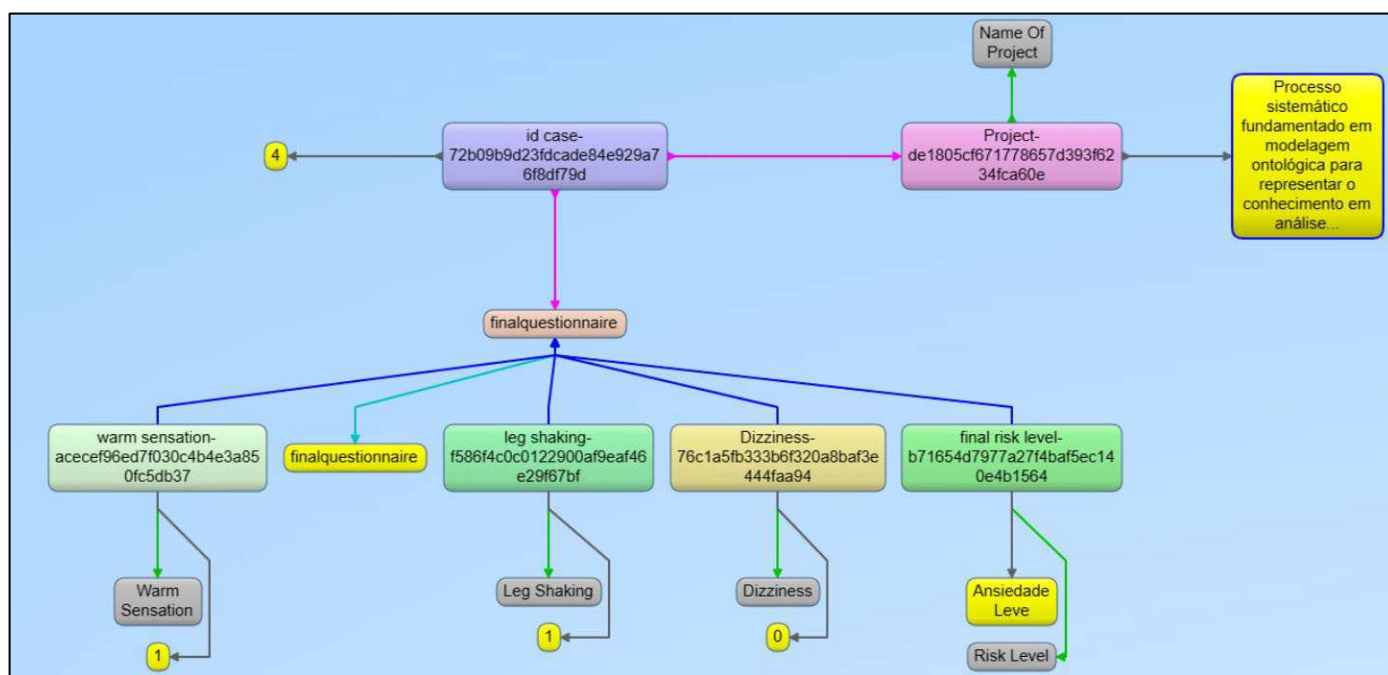 Name Of
Project
Processo
sistemático
fundamentado em
modelagem
ontológica para
representar o
conhecimento em
análise...
4
id case-
72b09b9d23fdcade84e929a7
6f8df79d
Project-
de1805cf671778657d393f62
34fca60e
finalquestionnaire
warm sensation-
acecef96ed7f030c4b4e3a85
0fc5db37
finalquestionnaire
leg shaking-
f586f4c0c0122900af9eaf46
e29f67bf
Dizziness-
76c1a5fb333b6f320a8baf3e
444faa94
final risk level-
b71654d7977a27f4baf5ec14
0e4b1564
Warm
Sensation
Leg Shaking
Dizziness
Ansiedade
Leve
1
1
0
Risk Level